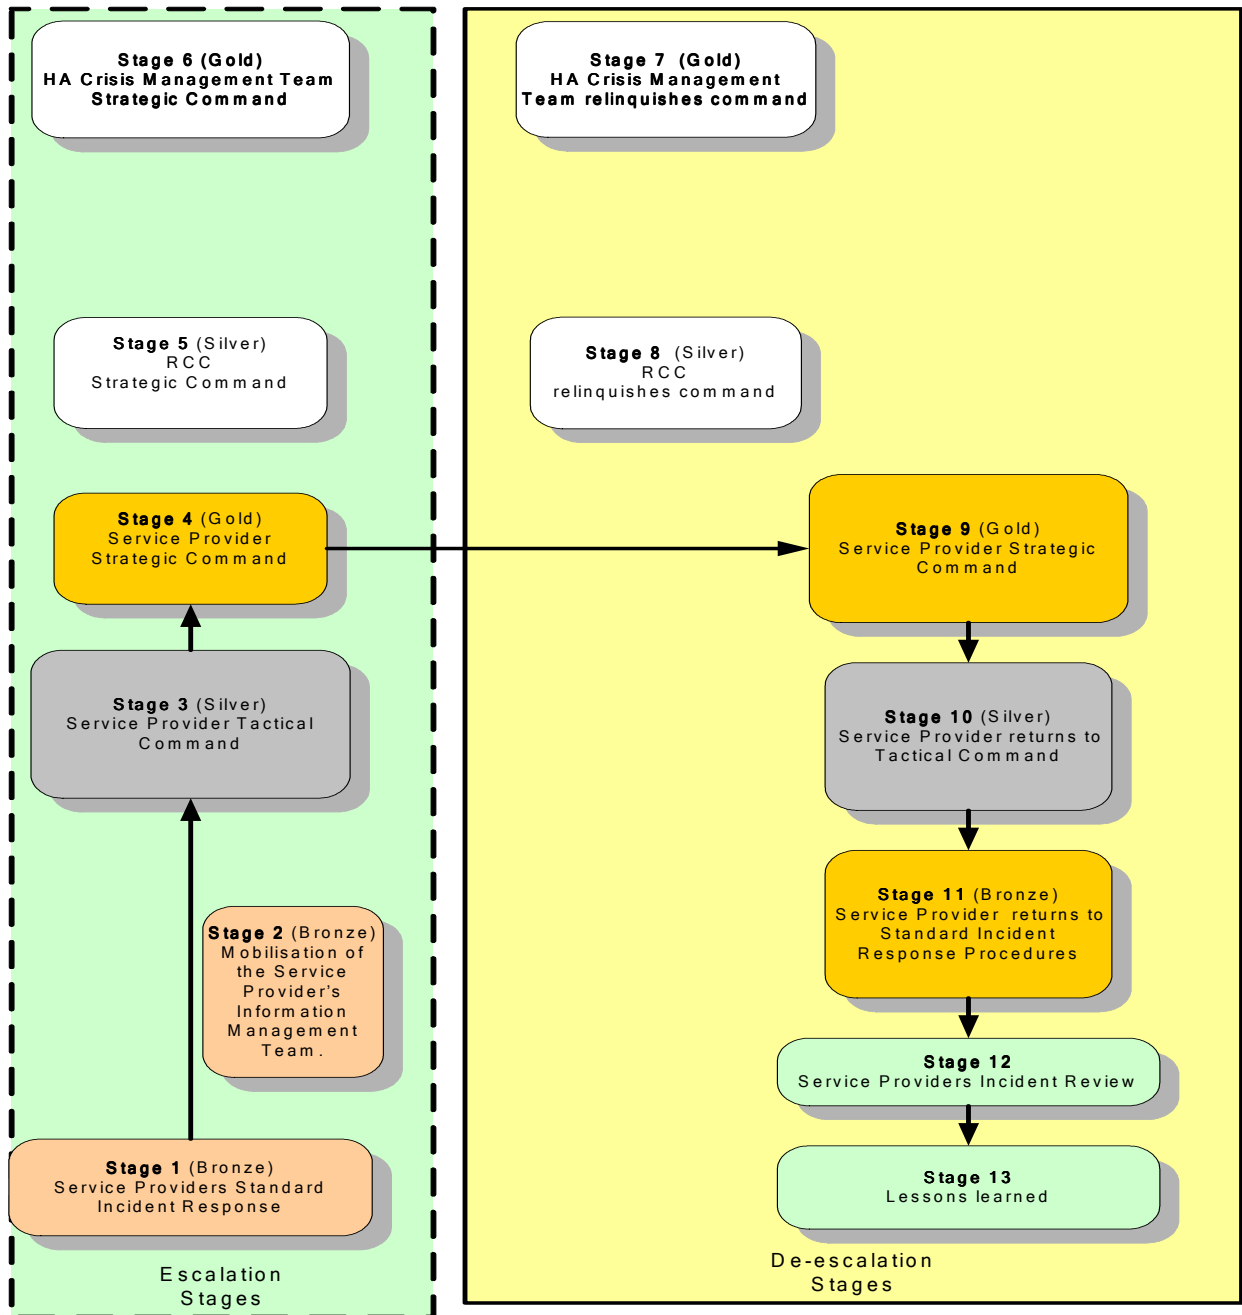 Stage 6 (Gold)
HA Crisis Management Team
Strategic Command
Stage 7 (Gold)
HA Crisis Management
Team relinquishes command
Stage 5 (Silver)
RCC
Strategic Command
Stage 8 (Silver)
RCC
relinquishes command
Stage 4 (Gold)
Service Provider
Strategic Command
Stage 9 (Gold)
Service Provider Strategic
Command
Stage 3 (Silver)
Service Provider Tactical
Command
Stage 10 (Silver)
Service Provider returns to
Tactical Command
Stage 2 (Bronze)
Mobilisation of
the Service
Provider's
Information
Management
Team.
Stage 11 (Bronze)
Service Provider returns to
Standard Incident
Response Procedures
Stage 12
Service Providers Incident Review
Stage 1 (Bronze)
Service Providers Standard
Incident Response
Stage 13
Lessons learned
Escalation
Stages
De-escalation
Stages